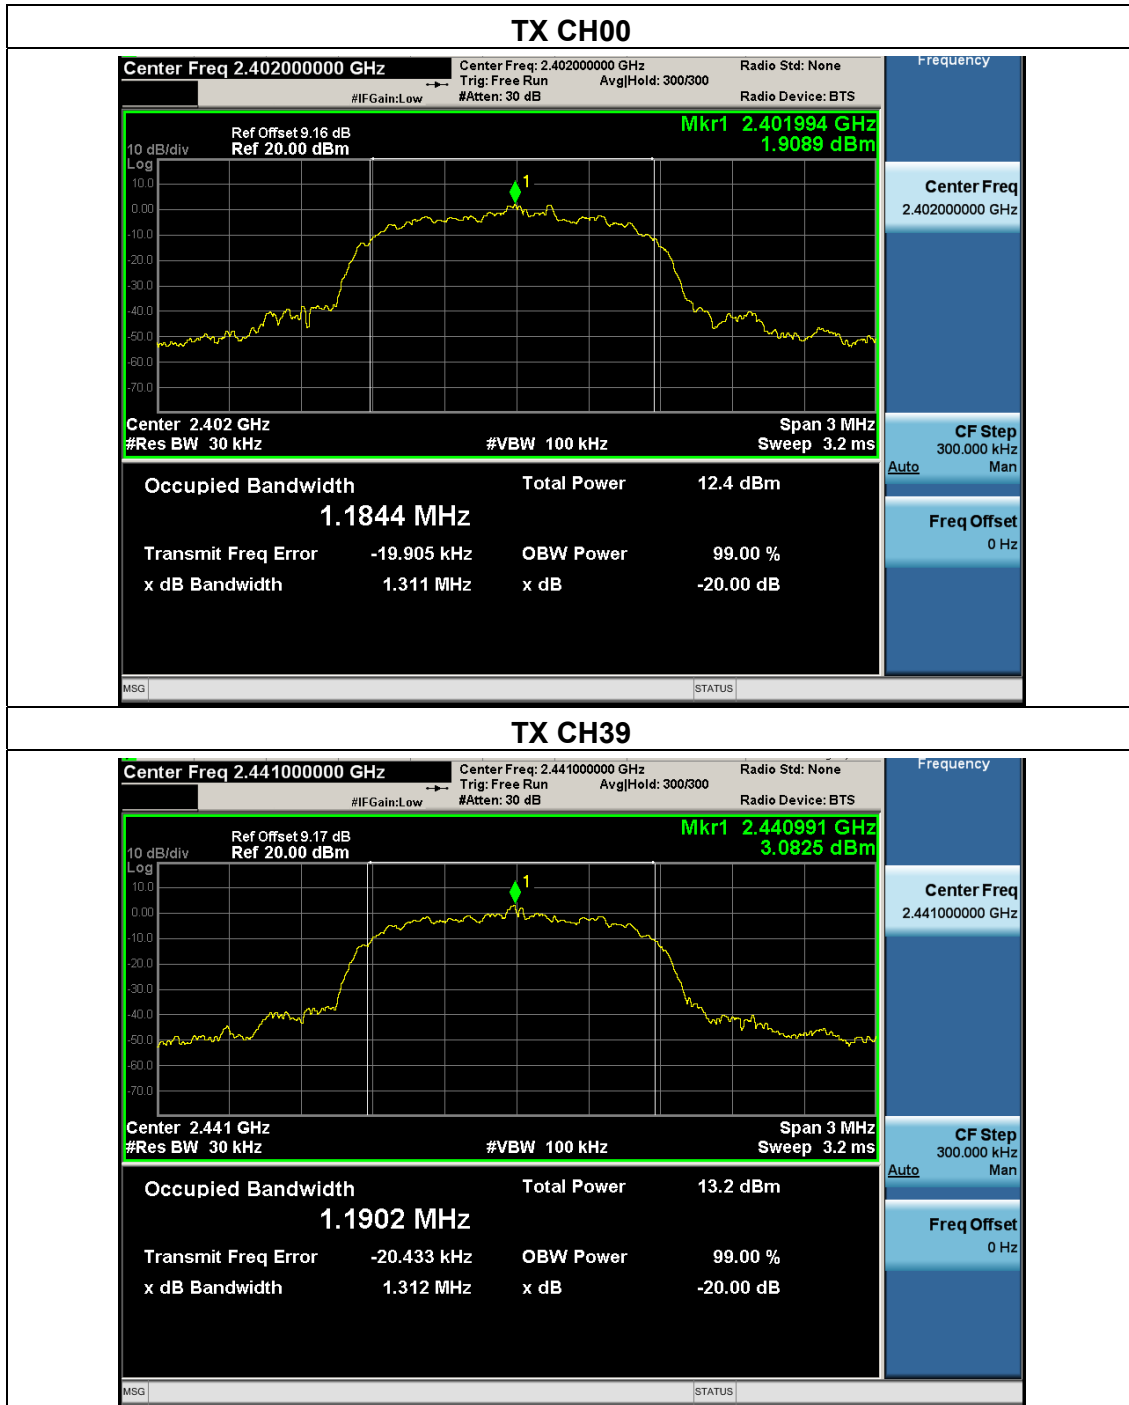 TX CH00
Center Freq 2.402000000 GHz
Center Freq: 2.402000000 GHz
Radio Std: None
Frequency
Trig: Free Run
Avg|Hold: 300/300
#IFGain:Low
#Atten: 30 dB
Radio Device: BTS
Ref Offset 9.16 dB
Mkr1 2.401994 GHz
10 dB/div
Ref 20.00 dBm
1.9089 dBm
Log
1
10.0
0.00
-10.0
-20.0
-30.0
-40.0
-50.0
-60.0
-70.0
Center Freq
2.402000000 GHz
Center 2.402 GHz
Span 3 MHz
#Res BW 30 kHz
#VBW 100 kHz
Sweep 3.2 ms
CF Step
300.000 kHz
Auto
Man
Occupied Bandwidth
Total Power
12.4 dBm
1.1844 MHz
Freq Offset
0 Hz
Transmit Freq Error
-19.905 kHz
OBW Power
99.00 %
x dB Bandwidth
1.311 MHz
x dB
-20.00 dB
MSG
STATUS
TX CH39
Center Freq 2.441000000 GHz
Center Freq: 2.441000000 GHz
Radio Std: None
Frequency
Trig: Free Run
Avg|Hold: 300/300
#IFGain:Low
#Atten: 30 dB
Radio Device: BTS
Ref Offset 9.17 dB
Mkr1 2.440991 GHz
10 dB/div
Ref 20.00 dBm
3.0825 dBm
Log
1
10.0
0.00
-10.0
-20.0
-30.0
-40.0
-50.0
-60.0
-70.0
Center Freq
2.441000000 GHz
Center 2.441 GHz
Span 3 MHz
#Res BW 30 kHz
#VBW 100 kHz
Sweep 3.2 ms
CF Step
300.000 kHz
Auto
Man
Occupied Bandwidth
Total Power
13.2 dBm
1.1902 MHz
Freq Offset
0 Hz
Transmit Freq Error
-20.433 kHz
OBW Power
99.00 %
x dB Bandwidth
1.312 MHz
x dB
-20.00 dB
MSG
STATUS